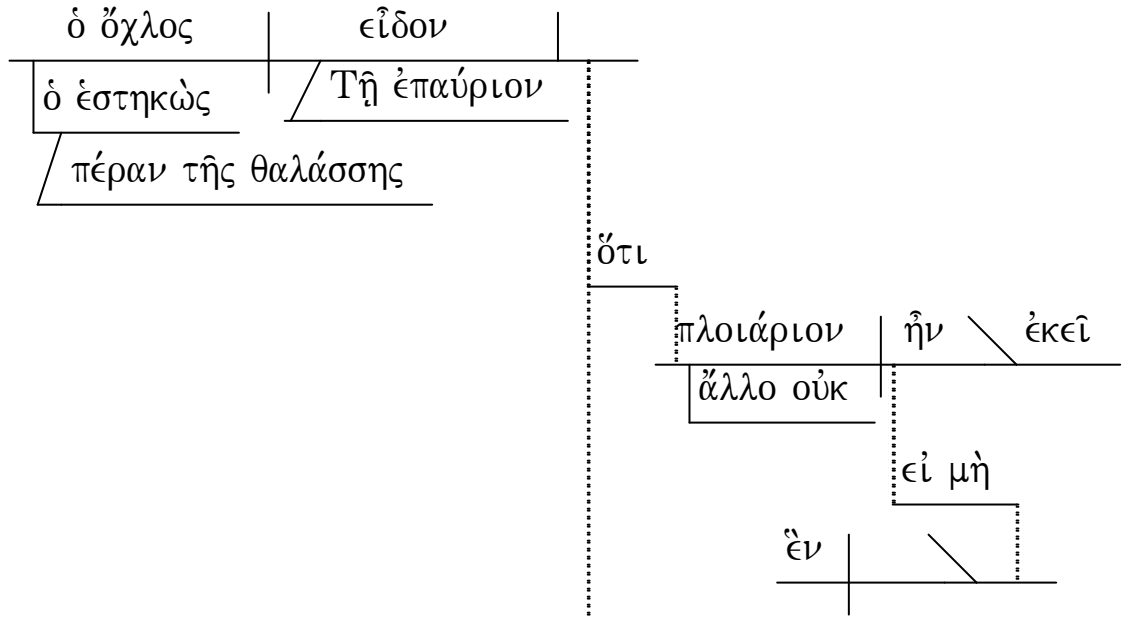 ὁ ὄχλος εἶδον
ὁ ἑστηκὼς Τῇ ἐπαύριον
πέραν τῆς θαλάσσης
ὅτι
πλοιάριον ἦν ἐκεῖ
ἄλλο οὐκ
εἰ μὴ
ἓν